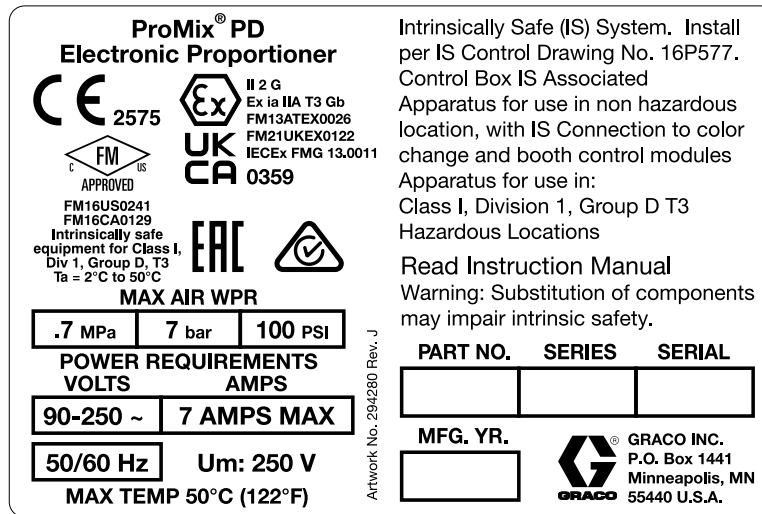 ProMix® PD
Electronic Proportioner
CE 2575
Ex
II 2 G
Ex ia IIA T3 Gb
FM13ATEX0026
FM21UKEX0122
IECEx FMG 13.0011
UK
CA 0359
FM
C US
APPROVED
FM16US0241
FM16CA0129
Intrinsically safe
equipment for Class I,
Div 1, Group D, T3
Ta = 2°C to 50°C
EAC
MAX AIR WPR
.7 MPa 7 bar 100 PSI
POWER REQUIREMENTS
VOLTS AMPS
90-250 ~ 7 AMPS MAX
50/60 Hz Um: 250 V
MAX TEMP 50°C (122°F)
Artwork No. 294280 Rev. J
Intrinsically Safe (IS) System. Install
per IS Control Drawing No. 16P577.
Control Box IS Associated
Apparatus for use in non hazardous
location, with IS Connection to color
change and booth control modules
Apparatus for use in:
Class I, Division 1, Group D T3
Hazardous Locations
Read Instruction Manual
Warning: Substitution of components
may impair intrinsic safety.
PART NO. SERIES SERIAL
MFG. YR.
GRACO ®
GRACO INC.
P.O. Box 1441
Minneapolis, MN
55440 U.S.A.